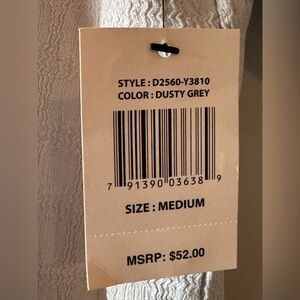 STYLE : D2560-Y3810
COLOR : DUSTY GREY
7 91390 03638 9
SIZE : MEDIUM
MSRP: $52.00